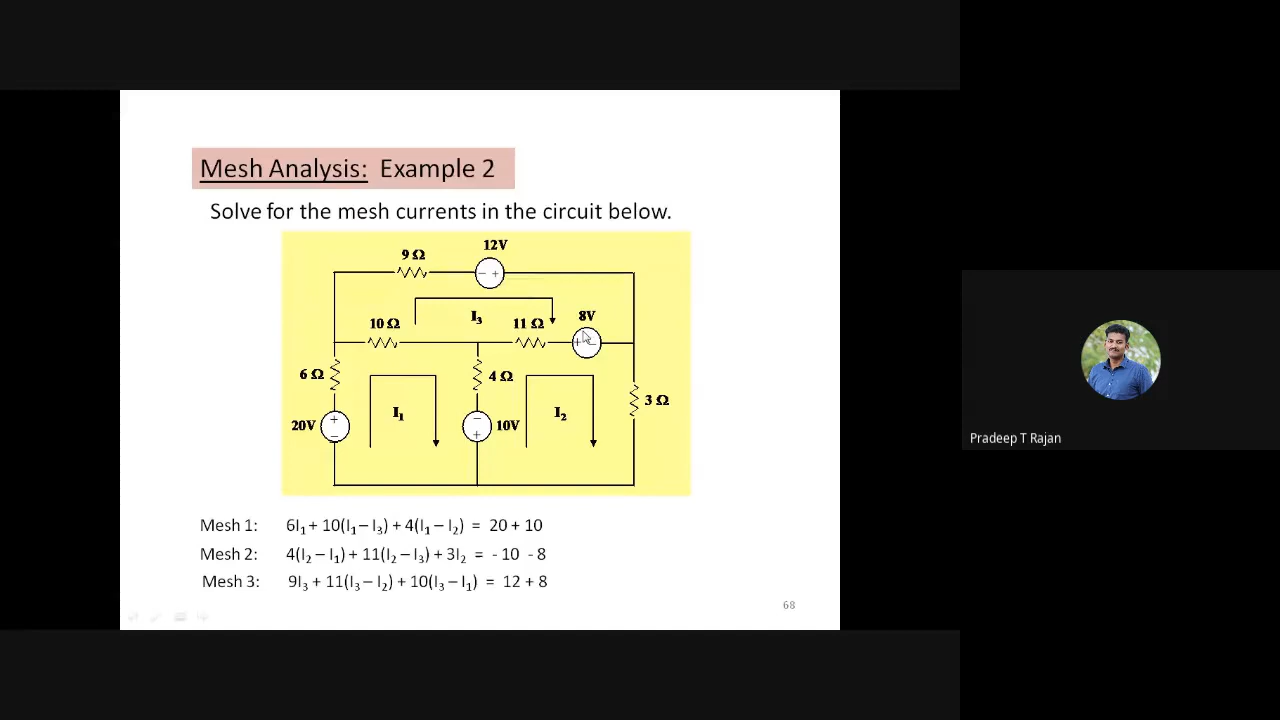 Mesh Analysis: Example 2
Solve for the mesh currents in the circuit below.
9 Ω
12V
− +
10 Ω
I₃
11 Ω
8V
+ −
6 Ω
4 Ω
3 Ω
20V
+
−
I₁
−
+
10V
I₂
Mesh 1: 6I₁ + 10(I₁ – I₃) + 4(I₁ – I₂) = 20 + 10
Mesh 2: 4(I₂ – I₁) + 11(I₂ – I₃) + 3I₂ = - 10 - 8
Mesh 3: 9I₃ + 11(I₃ – I₂) + 10(I₃ – I₁) = 12 + 8
68
Pradeep T Rajan